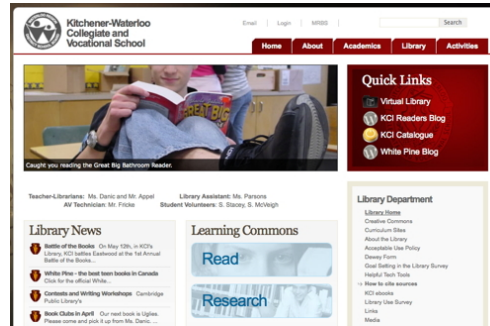 Kitchener-Waterloo
Collegiate and
Vocational School
Email | Login | MRBS |
Search
Home About Academics Library Activities
GREAT BIG
Caught you reading the Great Big Bathroom Reader.
Quick Links
Virtual Library
KCI Readers Blog
KCI Catalogue
White Pine Blog
Teacher-Librarians: Ms. Danic and Mr. Appel Library Assistant: Ms. Parsons
AV Technician: Mr. Fricke Student Volunteers: S. Stacey, S. McVeigh
Library News
Battle of the Books On May 12th, in KCI's
Library, KCI battles Eastwood at the 1st Annual
Battle of the Books...
White Pine - the best teen books in Canada
Click for the official White...
Contests and Writing Workshops Cambridge
Public Library's
Book Clubs in April Our next book is Uglies.
Please come and pick it up from Ms. Danic, ...
Learning Commons
Read
Research
Library Department
Library Home
Creative Commons
Curriculum Sites
About the Library
Acceptable Use Policy
Dewey Form
Goal Setting in the Library Survey
Helpful Tech Tools
How to cite sources
KCI ebooks
Library Use Survey
Links
Media